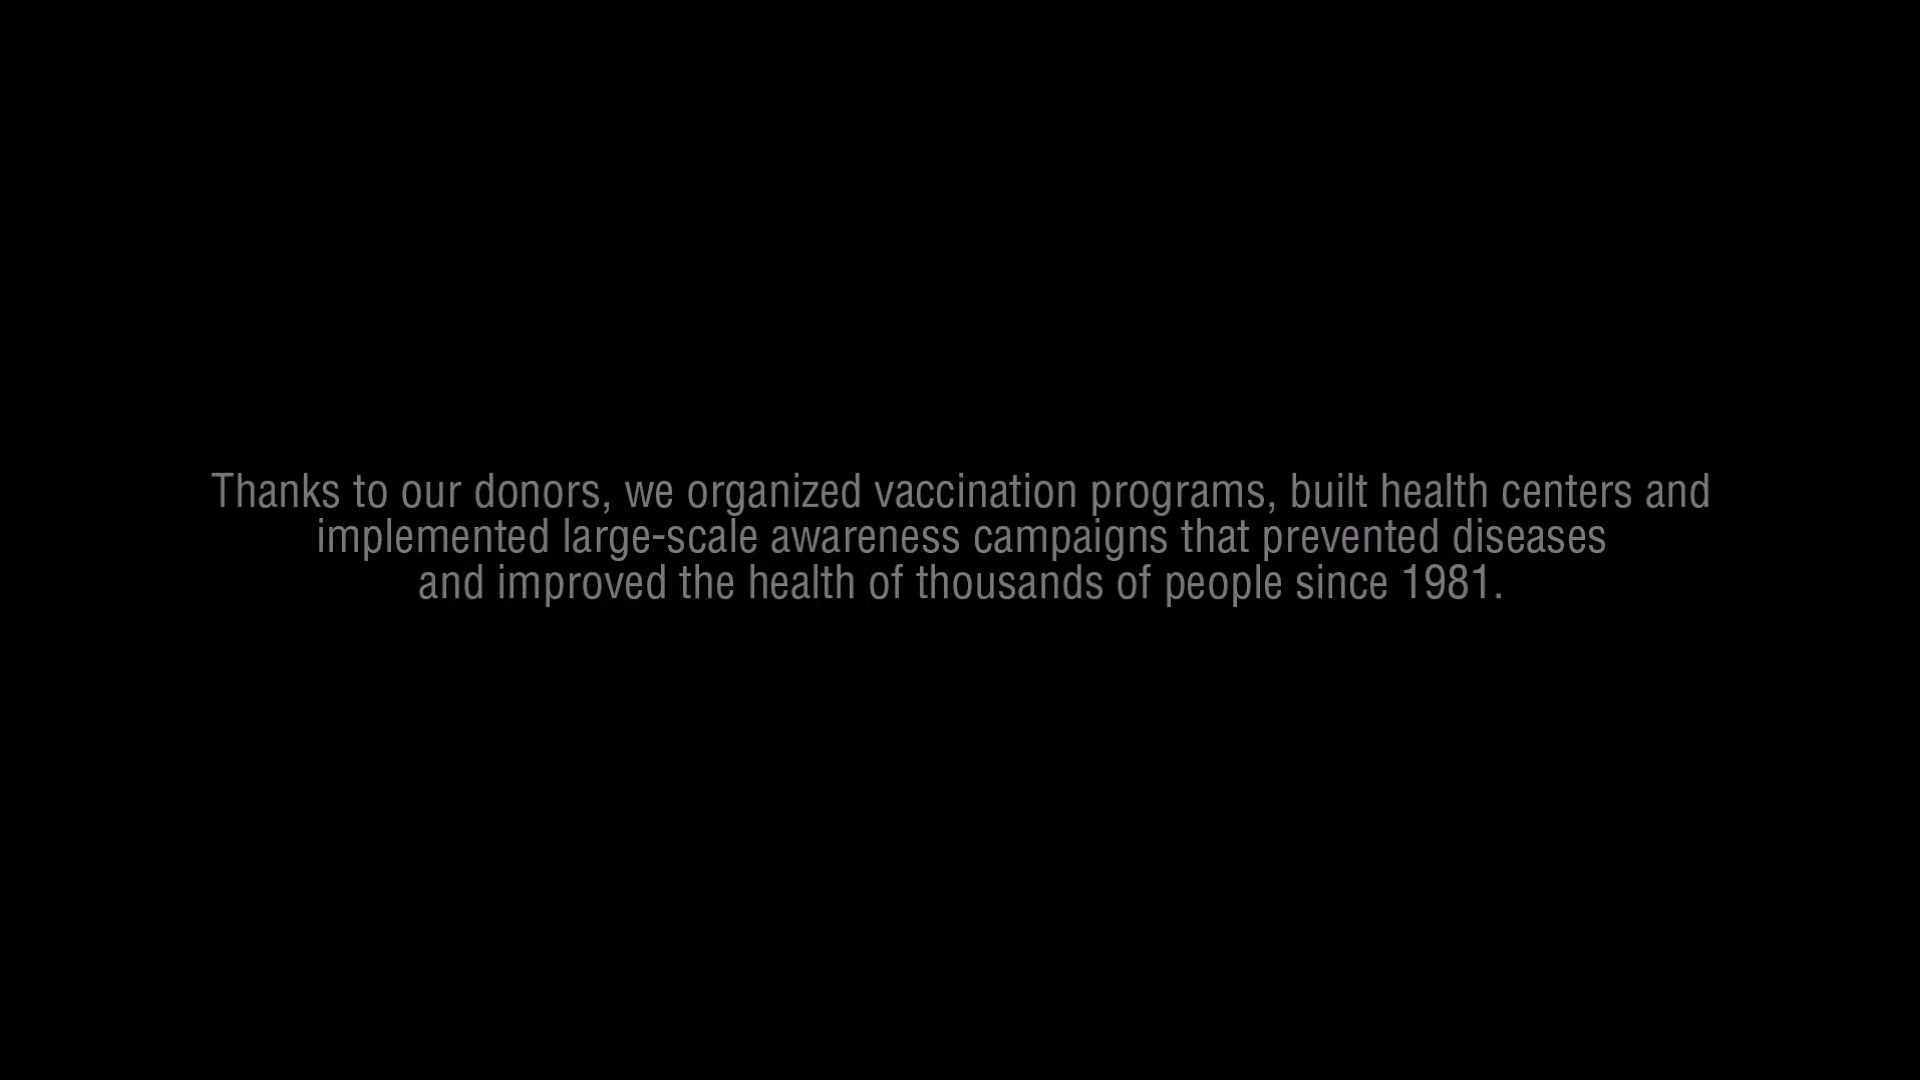 Thanks to our donors, we organized vaccination programs, built health centers and
implemented large-scale awareness campaigns that prevented diseases
and improved the health of thousands of people since 1981.